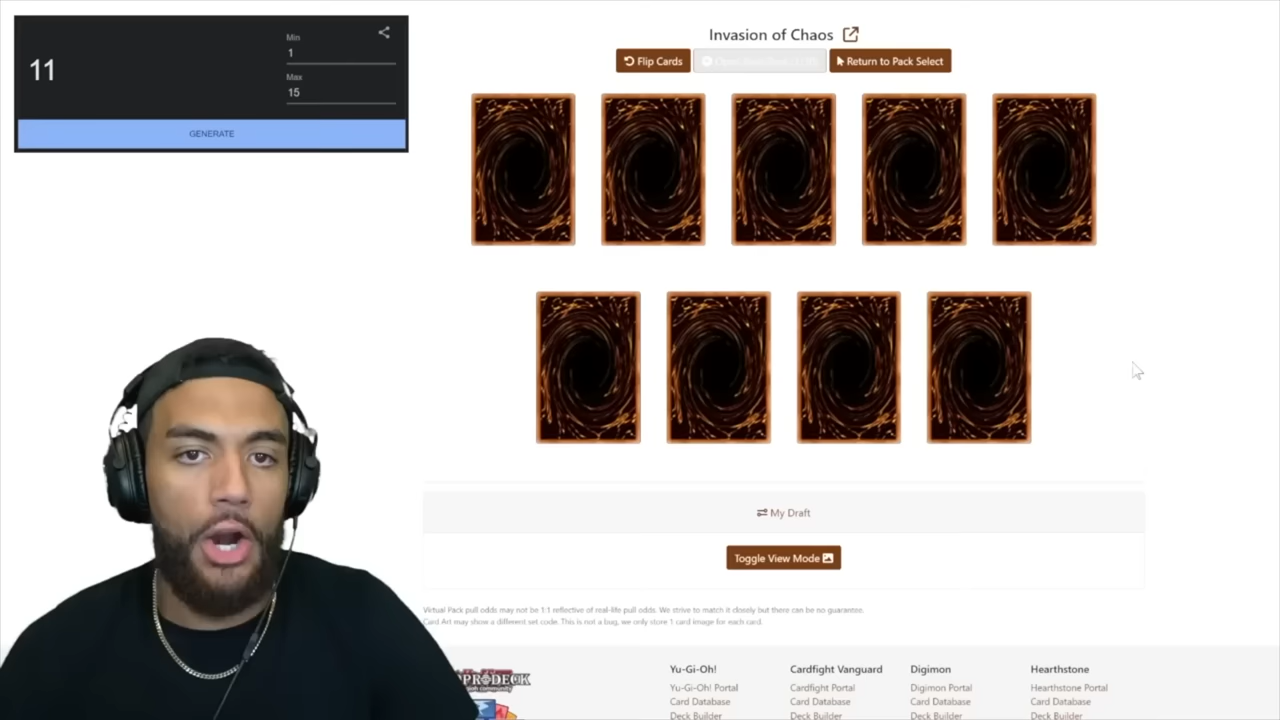 11
Min
1
Max
15
GENERATE
Invasion of Chaos
Flip Cards
Return to Pack Select
My Draft
Toggle View Mode
Virtual Pack pull odds may not be 1:1 reflective of real-life pull odds. We strive to match it closely but there can be no guarantee.
Card Art may show a different set code. This is not a bug, we only store 1 card image for each card.
PRODECK
Yu-Gi-Oh!
Yu-Gi-Oh! Portal
Card Database
Deck Builder
Cardfight Vanguard
Cardfight Portal
Card Database
Deck Builder
Digimon
Digimon Portal
Card Database
Deck Builder
Hearthstone
Hearthstone Portal
Card Database
Deck Builder